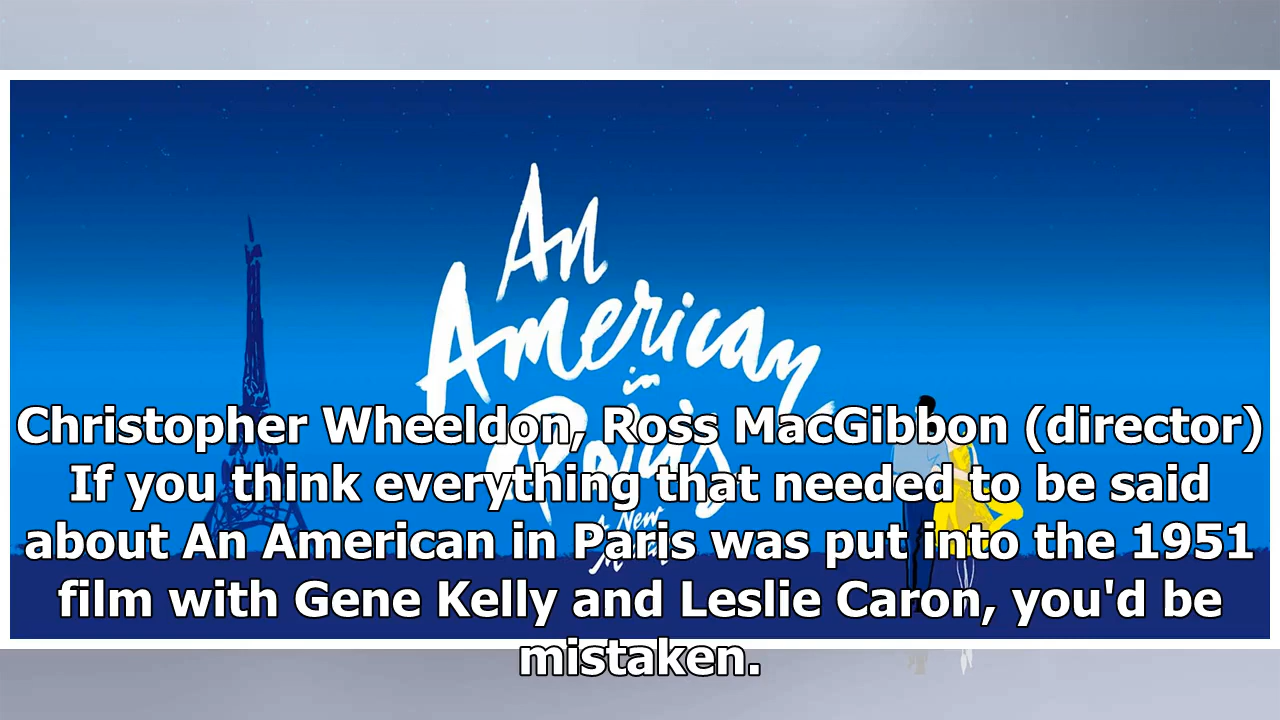 An
American
in
Paris
A New
Christopher Wheeldon, Ross MacGibbon (director)
If you think everything that needed to be said
about An American in Paris was put into the 1951
film with Gene Kelly and Leslie Caron, you'd be
mistaken.